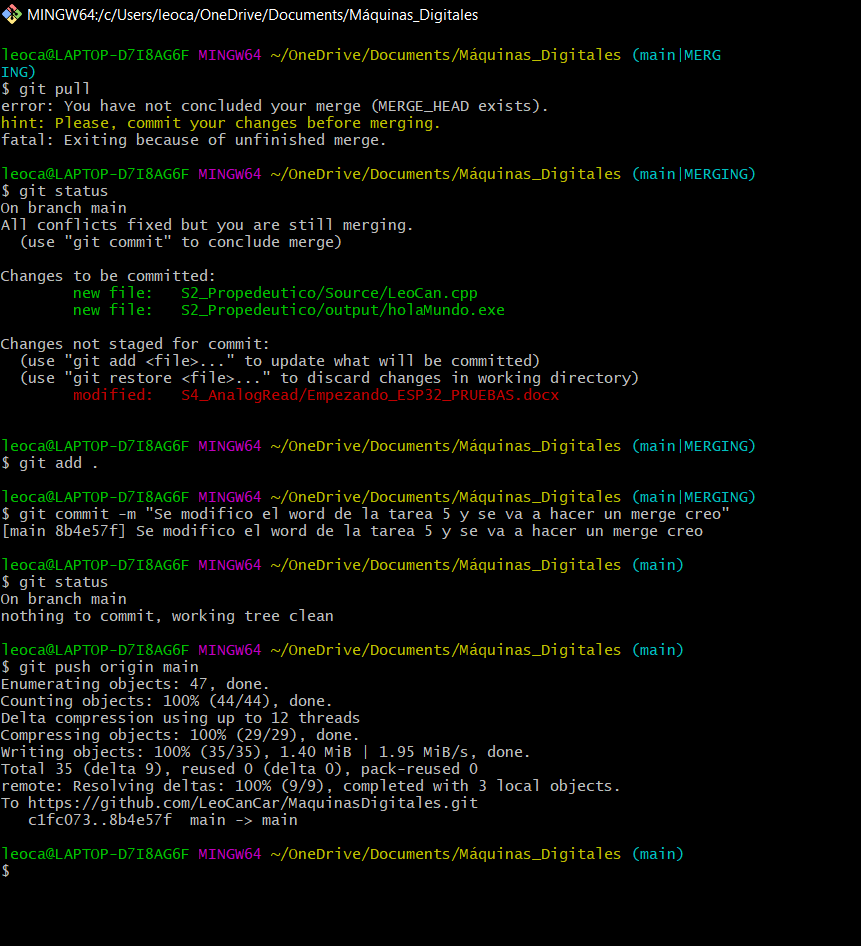 MINGW64:/c/Users/leoca/OneDrive/Documents/Máquinas_Digitales
leoca@LAPTOP-D7I8AG6F MINGW64 ~/OneDrive/Documents/Máquinas_Digitales (main|MERG
ING)
$ git pull
error: You have not concluded your merge (MERGE_HEAD exists).
hint: Please, commit your changes before merging.
fatal: Exiting because of unfinished merge.
leoca@LAPTOP-D7I8AG6F MINGW64 ~/OneDrive/Documents/Máquinas_Digitales (main|MERGING)
$ git status
On branch main
All conflicts fixed but you are still merging.
  (use "git commit" to conclude merge)
Changes to be committed:
        new file:   S2_Propedeutico/Source/LeoCan.cpp
        new file:   S2_Propedeutico/output/holaMundo.exe
Changes not staged for commit:
  (use "git add <file>..." to update what will be committed)
  (use "git restore <file>..." to discard changes in working directory)
        modified:   S4_AnalogRead/Empezando_ESP32_PRUEBAS.docx
leoca@LAPTOP-D7I8AG6F MINGW64 ~/OneDrive/Documents/Máquinas_Digitales (main|MERGING)
$ git add .
leoca@LAPTOP-D7I8AG6F MINGW64 ~/OneDrive/Documents/Máquinas_Digitales (main|MERGING)
$ git commit -m "Se modifico el word de la tarea 5 y se va a hacer un merge creo"
[main 8b4e57f] Se modifico el word de la tarea 5 y se va a hacer un merge creo
leoca@LAPTOP-D7I8AG6F MINGW64 ~/OneDrive/Documents/Máquinas_Digitales (main)
$ git status
On branch main
nothing to commit, working tree clean
leoca@LAPTOP-D7I8AG6F MINGW64 ~/OneDrive/Documents/Máquinas_Digitales (main)
$ git push origin main
Enumerating objects: 47, done.
Counting objects: 100% (44/44), done.
Delta compression using up to 12 threads
Compressing objects: 100% (29/29), done.
Writing objects: 100% (35/35), 1.40 MiB | 1.95 MiB/s, done.
Total 35 (delta 9), reused 0 (delta 0), pack-reused 0
remote: Resolving deltas: 100% (9/9), completed with 3 local objects.
To https://github.com/LeoCanCar/MaquinasDigitales.git
   c1fc073..8b4e57f  main -> main
leoca@LAPTOP-D7I8AG6F MINGW64 ~/OneDrive/Documents/Máquinas_Digitales (main)
$